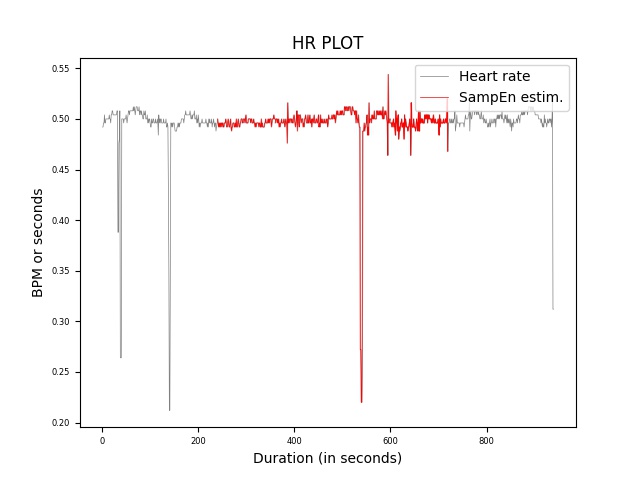 HR PLOT
Heart rate
SampEn estim.
BPM or seconds
0.55
0.50
0.45
0.40
0.35
0.30
0.25
0.20
0 200 400 600 800
Duration (in seconds)